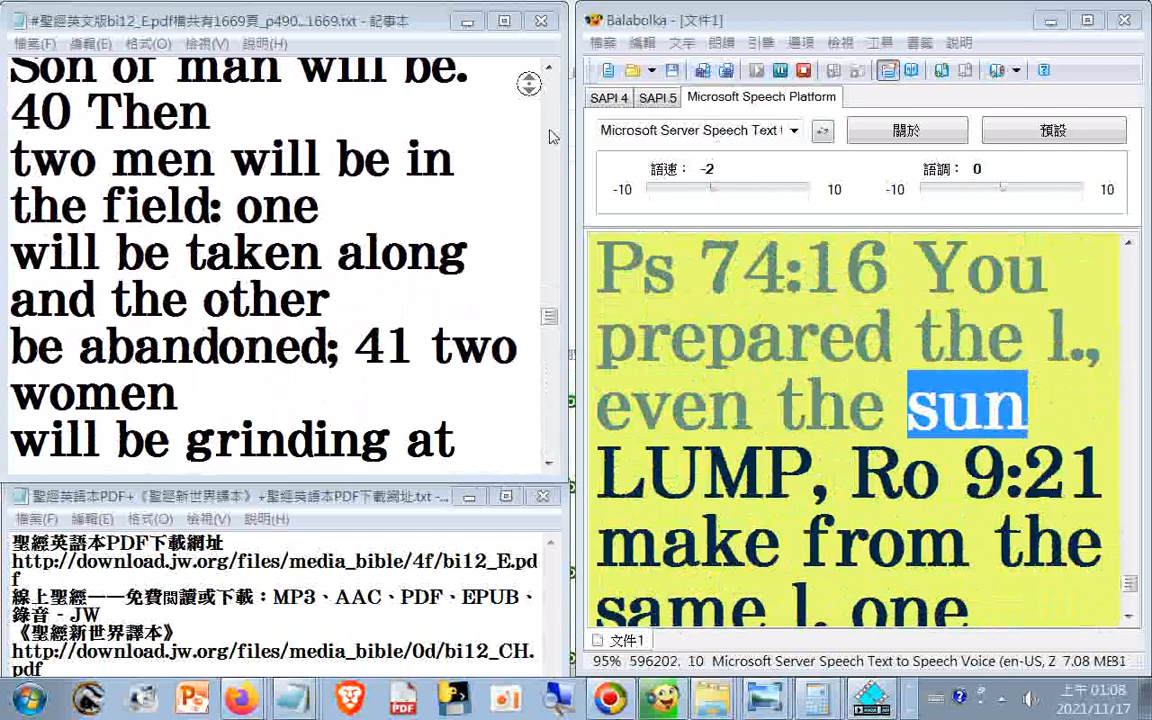 #聖經英文版bi12_E.pdf檔共有1669頁_p490...1669.txt - 記事本
檔案(F) 編輯(E) 格式(O) 檢視(V) 說明(H)
Son of man will be.
40 Then
two men will be in
the field: one
will be taken along
and the other
be abandoned; 41 two
women
will be grinding at
聖經英語本PDF+《聖經新世界譯本》+聖經英語本PDF下載網址.txt -...
檔案(F) 編輯(E) 格式(O) 檢視(V) 說明(H)
聖經英語本PDF下載網址
http://download.jw.org/files/media_bible/4f/bi12_E.pd
f
線上聖經——免費閱讀或下載：MP3、AAC、PDF、EPUB、
錄音 - JW
《聖經新世界譯本》
http://download.jw.org/files/media_bible/0d/bi12_CH.
pdf
Balabolka - [文件1]
檔案 編輯 文字 朗讀 引擎 選項 檢視 工具 書籤 說明
SAPI 4 SAPI 5 Microsoft Speech Platform
Microsoft Server Speech Text 關於 預設
語速： -2 語調： 0
-10 10 -10 10
Ps 74:16 You
prepared the l.,
even the sun
LUMP, Ro 9:21
make from the
same l. one
文件1
95% 596202. 10 Microsoft Server Speech Text to Speech Voice (en-US, Z 7.08 MB
上午 01:08
2021/11/17